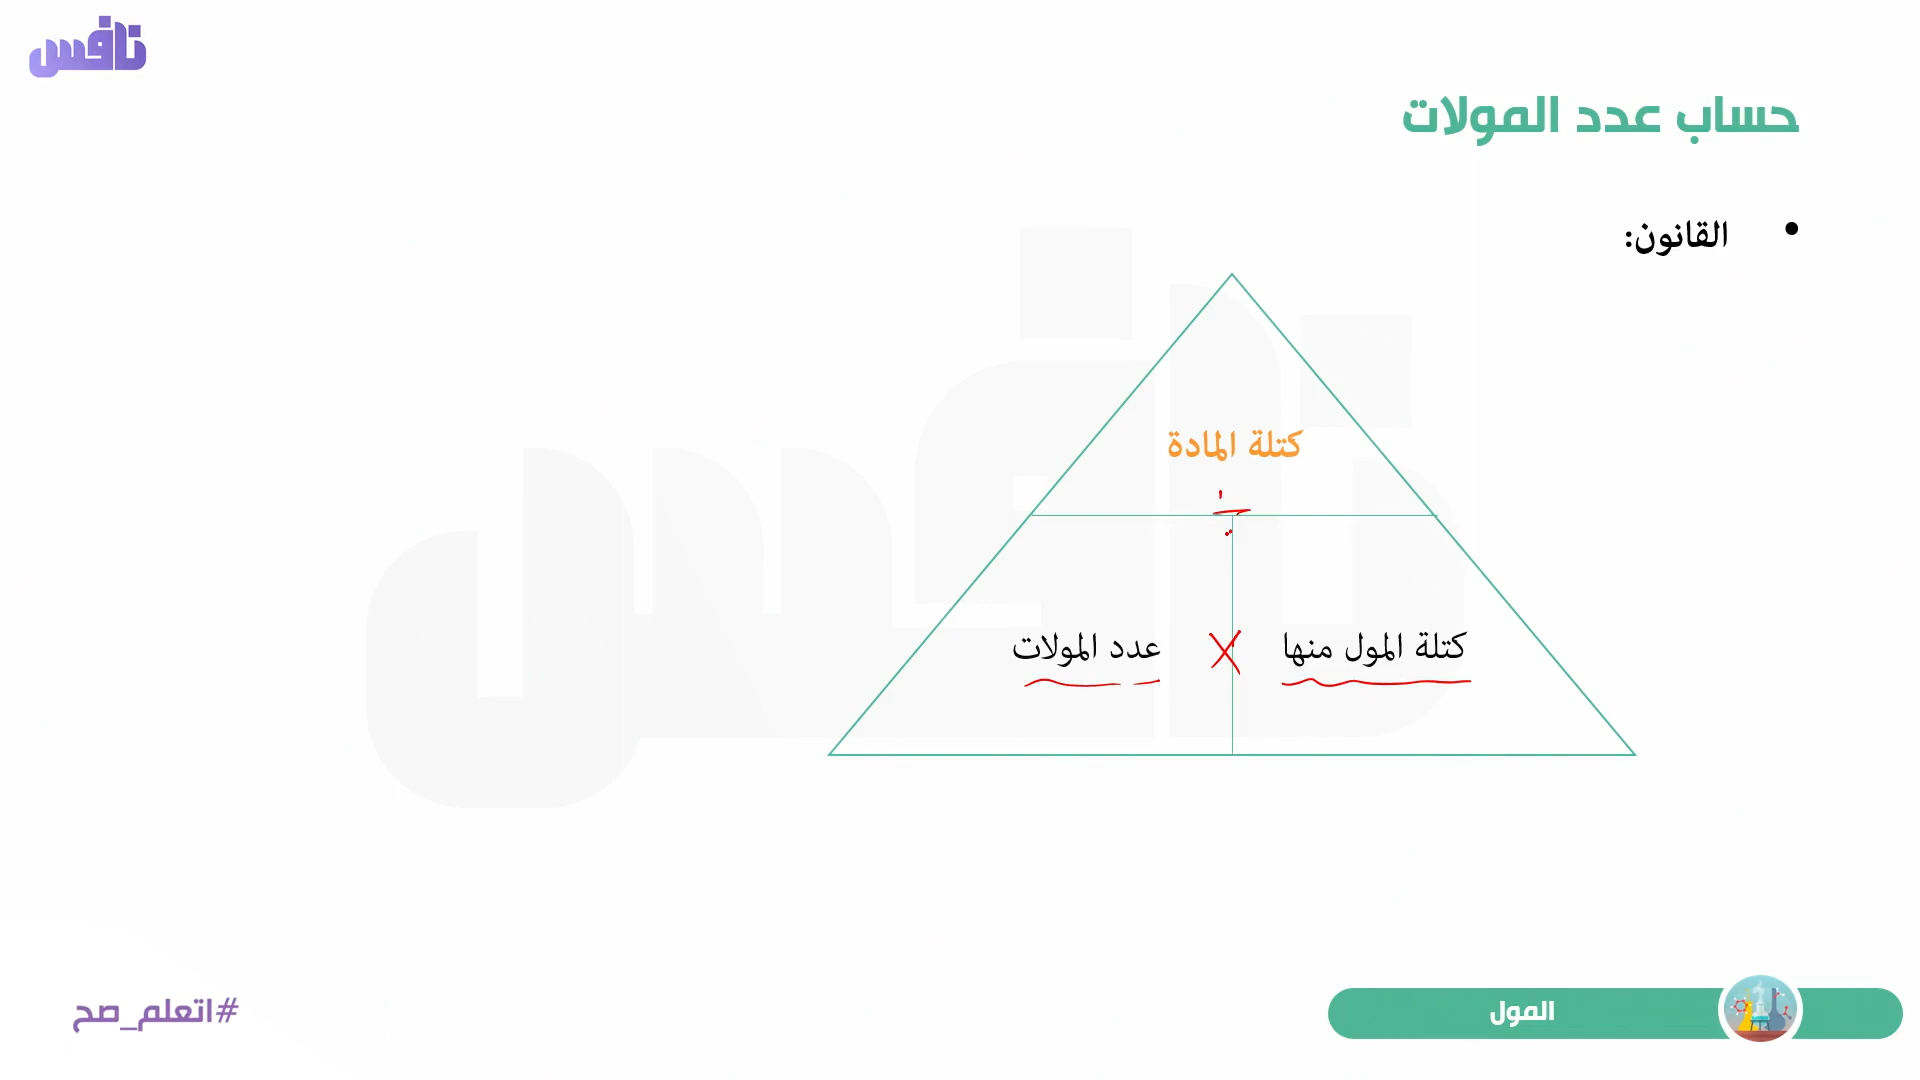 نافس
حساب عدد المولات
• القانون:
كتلة المادة
÷
كتلة المول منها × عدد المولات
المول
#اتعلم_صح